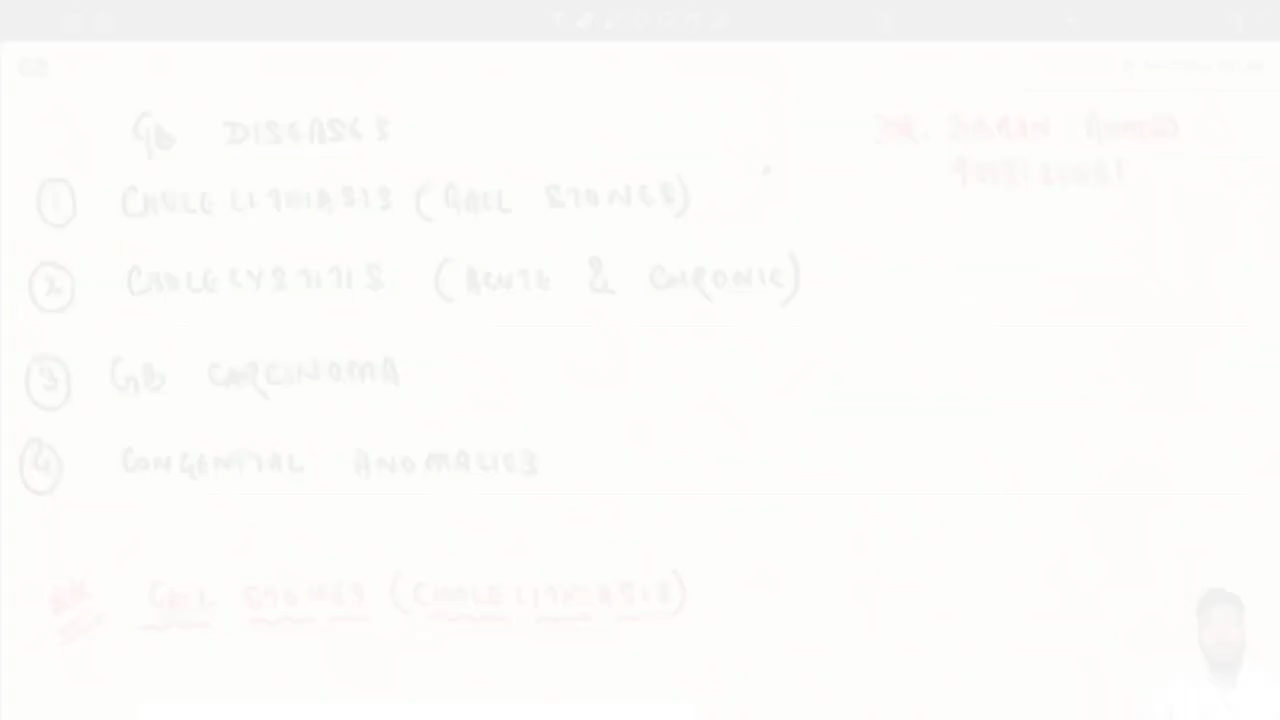 GB DISEASES
① CHOLELITHIASIS (GALL STONES)
② CHOLECYSTITIS (ACUTE & CHRONIC)
③ GB CARCINOMA
④ CONGENITAL ANOMALIES
GALL STONES (CHOLELITHIASIS)